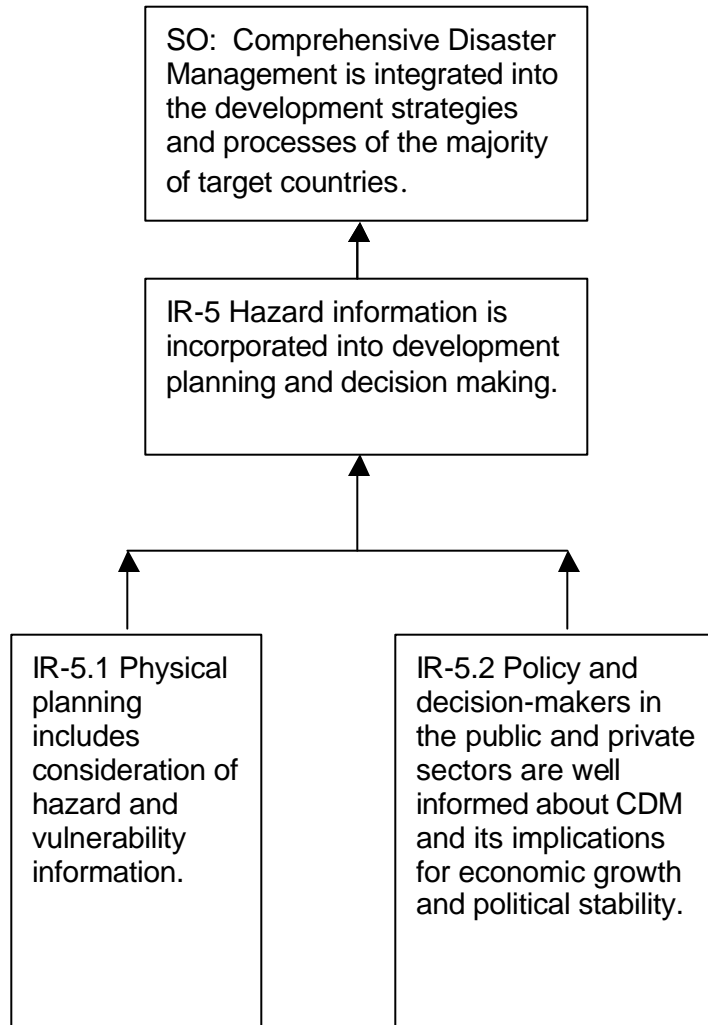 SO:  Comprehensive Disaster
Management is integrated into
the development strategies
and processes of the majority
of target countries.
IR-5 Hazard information is
incorporated into development
planning and decision making.
IR-5.1 Physical
planning
includes
consideration of
hazard and
vulnerability
information.
IR-5.2 Policy and
decision-makers in
the public and private
sectors are well
informed about CDM
and its implications
for economic growth
and political stability.